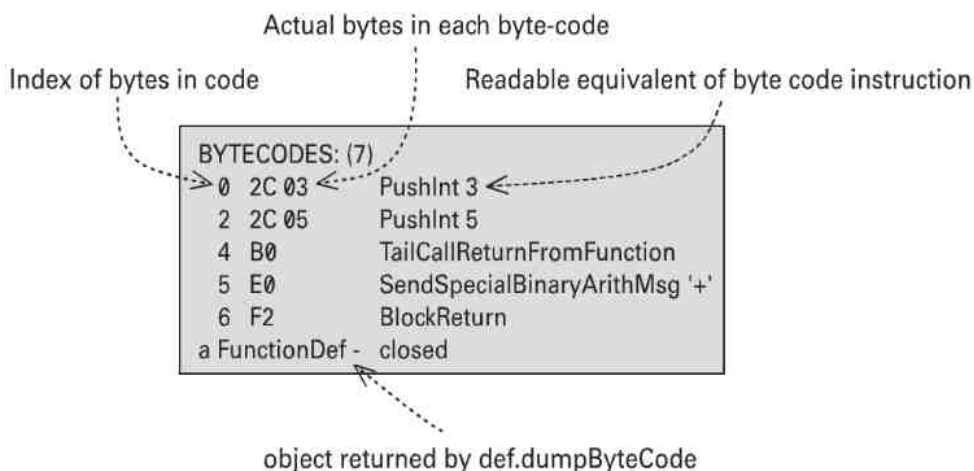 Actual bytes in each byte-code
Index of bytes in code
Readable equivalent of byte code instruction
BYTECODES: (7)
0 2C 03 PushInt 3
2 2C 05 PushInt 5
4 B0 TailCallReturnFromFunction
5 E0 SendSpecialBinaryArithMsg '+'
6 F2 BlockReturn
a FunctionDef - closed
object returned by def.dumpByteCode